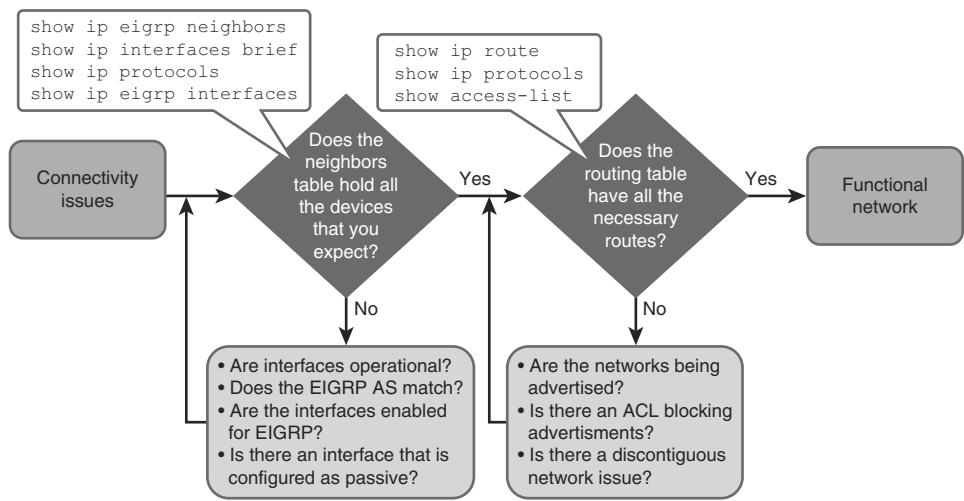 show ip eigrp neighbors
show ip interfaces brief
show ip protocols
show ip eigrp interfaces
show ip route
show ip protocols
show access-list
Connectivity
issues
Does the
neighbors
table hold all
the devices
that you
expect?
Yes
Does the
routing table
have all the
necessary
routes?
Yes
Functional
network
No
• Are interfaces operational?
• Does the EIGRP AS match?
• Are the interfaces enabled
for EIGRP?
• Is there an interface that is
configured as passive?
No
• Are the networks being
advertised?
• Is there an ACL blocking
advertisments?
• Is there a discontiguous
network issue?